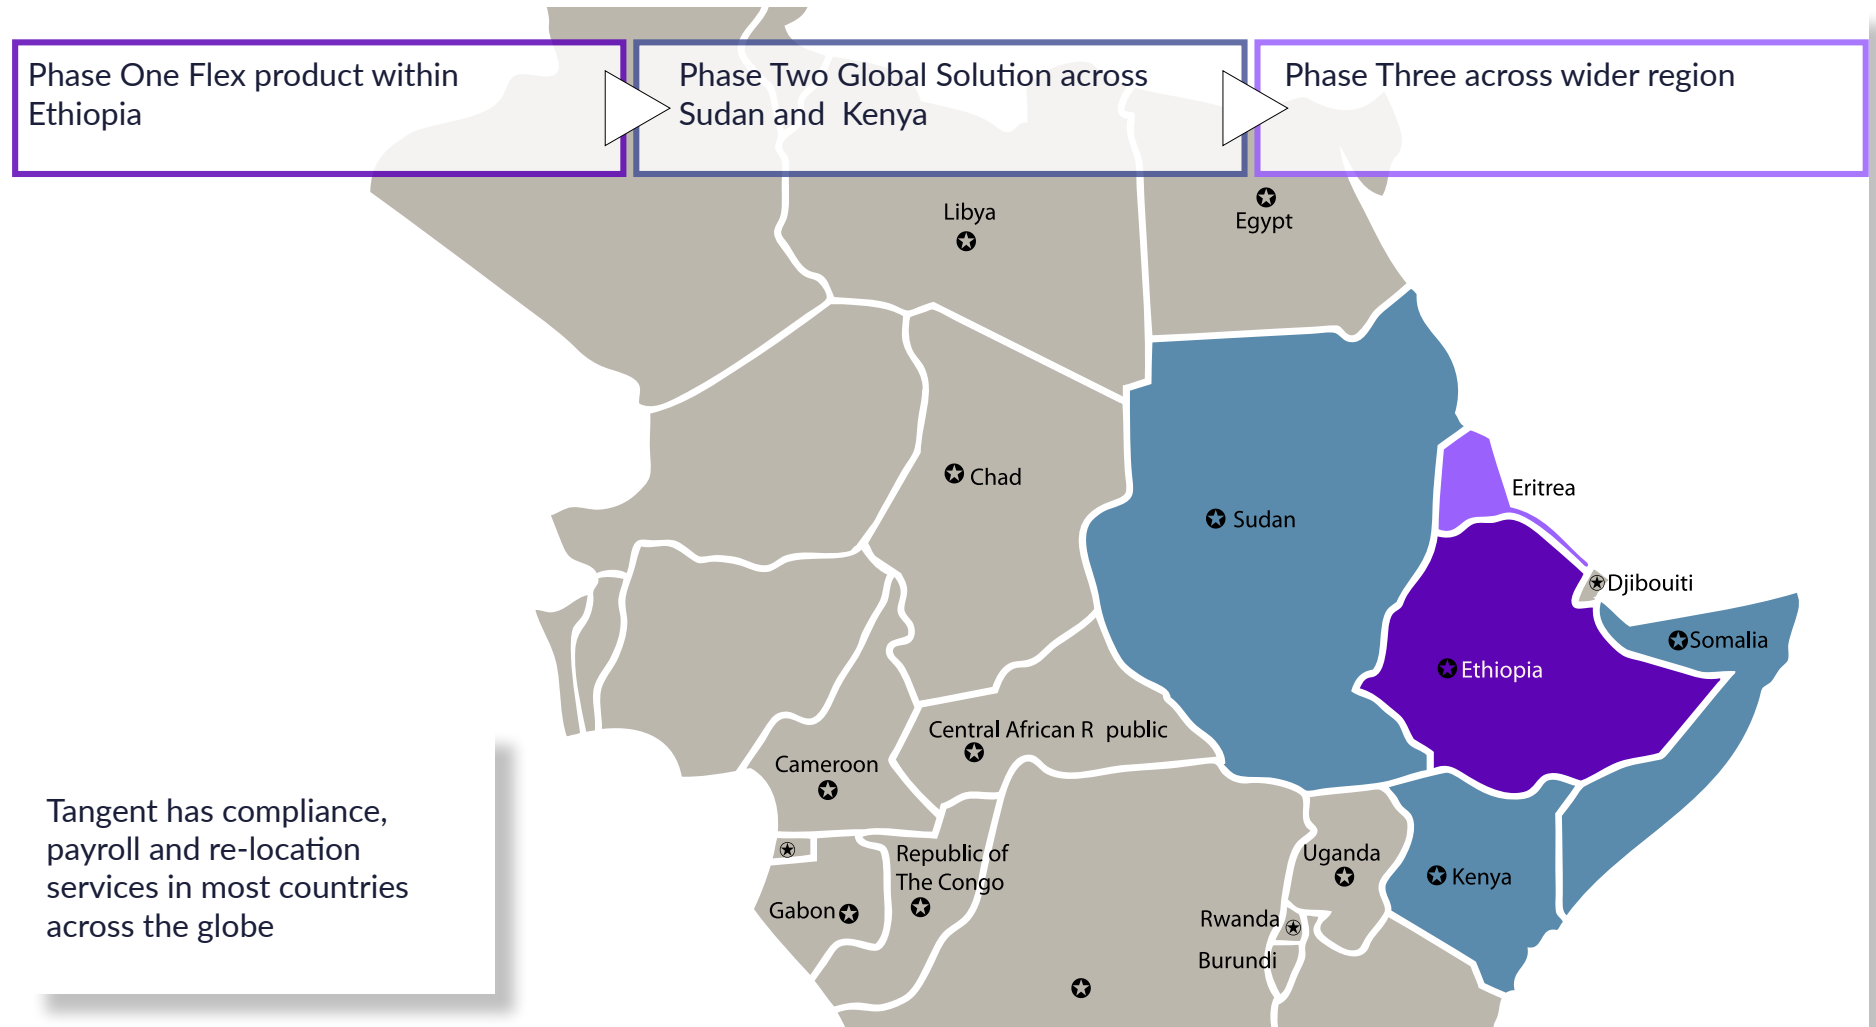 Phase One Flex product within
Ethiopia
Phase Two Global Solution across
Sudan and  Kenya
Phase Three across wider region
Libya
Egypt
Chad
Sudan
Eritrea
Djibouiti
Somalia
Ethiopia
Central African R  public
Cameroon
Republic of
The Congo
Uganda
Kenya
Gabon
Rwanda
Burundi
Tangent has compliance,
payroll and re-location
services in most countries
across the globe